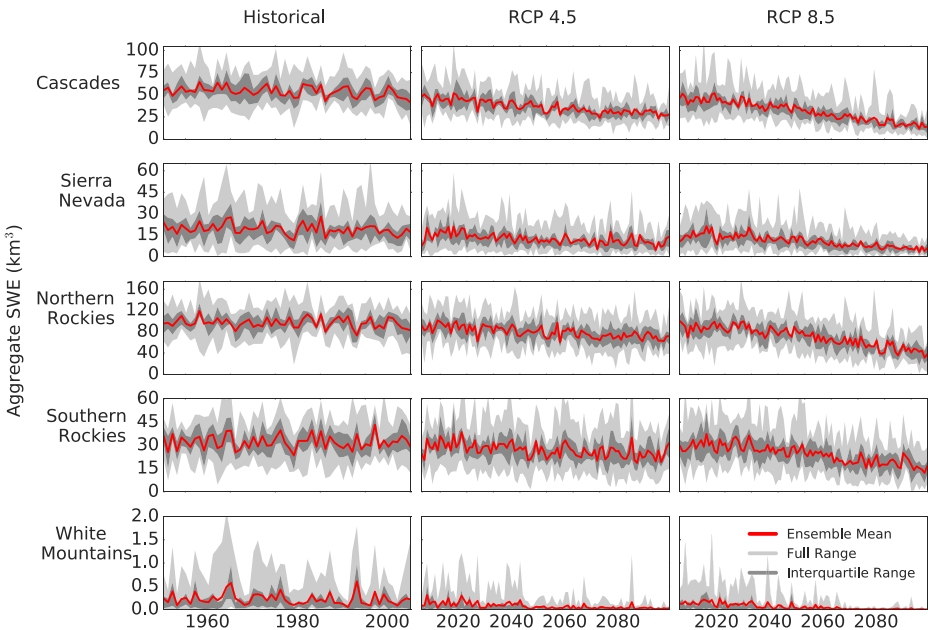 Historical
RCP 4.5
RCP 8.5
Aggregate SWE (km³)
Cascades
100
75
50
25
0
Sierra
Nevada
60
45
30
15
0
Northern
Rockies
160
120
80
40
0
Southern
Rockies
60
45
30
15
0
White
Mountains
2.0
1.5
1.0
0.5
0.0
Ensemble Mean
Full Range
Interquartile Range
1960 1980 2000
2020 2040 2060 2080
2020 2040 2060 2080